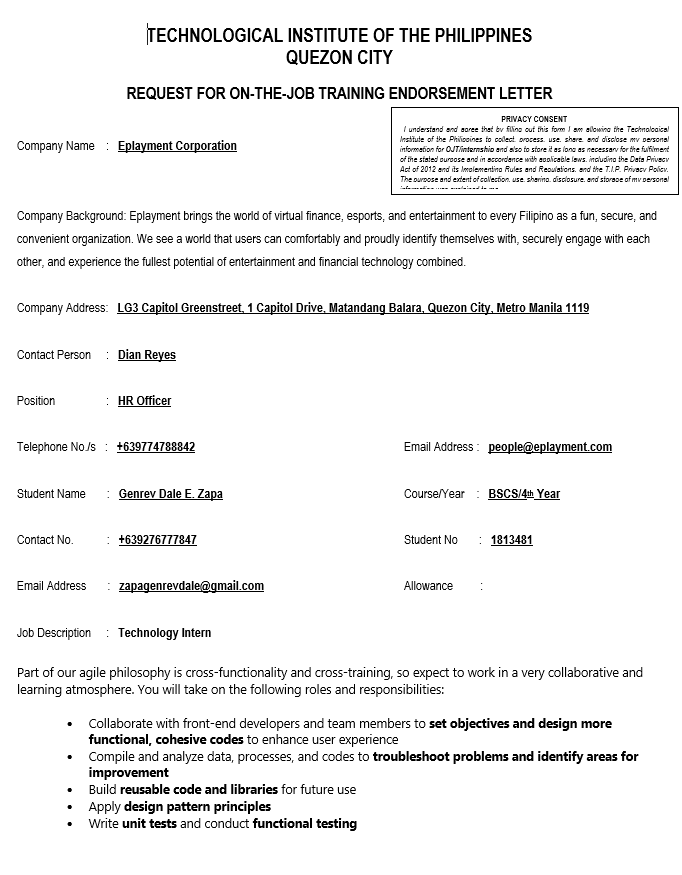 TECHNOLOGICAL INSTITUTE OF THE PHILIPPINES
QUEZON CITY
REQUEST FOR ON-THE-JOB TRAINING ENDORSEMENT LETTER
PRIVACY CONSENT
I understand and agree that by filling out this form I am allowing the Technological
Institute of the Philippines to collect, process, use, share, and disclose my personal
information for OJT/internship and also to store it as long as necessary for the fulfillment
of the stated purpose and in accordance with applicable laws, including the Data Privacy
Act of 2012 and its Implementing Rules and Regulations, and the T.I.P. Privacy Policy.
The purpose and extent of collection, use, sharing, disclosure, and storage of my personal
information was explained to me.
Company Name : Eplayment Corporation
Company Background: Eplayment brings the world of virtual finance, esports, and entertainment to every Filipino as a fun, secure, and
convenient organization. We see a world that users can comfortably and proudly identify themselves with, securely engage with each
other, and experience the fullest potential of entertainment and financial technology combined.
Company Address: LG3 Capitol Greenstreet, 1 Capitol Drive, Matandang Balara, Quezon City, Metro Manila 1119
Contact Person : Dian Reyes
Position : HR Officer
Telephone No./s : +639774788842 Email Address : people@eplayment.com
Student Name : Genrev Dale E. Zapa Course/Year : BSCS/4th Year
Contact No. : +639276777847 Student No : 1813481
Email Address : zapagenrevdale@gmail.com Allowance :
Job Description : Technology Intern
Part of our agile philosophy is cross-functionality and cross-training, so expect to work in a very collaborative and
learning atmosphere. You will take on the following roles and responsibilities:
• Collaborate with front-end developers and team members to set objectives and design more
functional, cohesive codes to enhance user experience
• Compile and analyze data, processes, and codes to troubleshoot problems and identify areas for
improvement
• Build reusable code and libraries for future use
• Apply design pattern principles
• Write unit tests and conduct functional testing